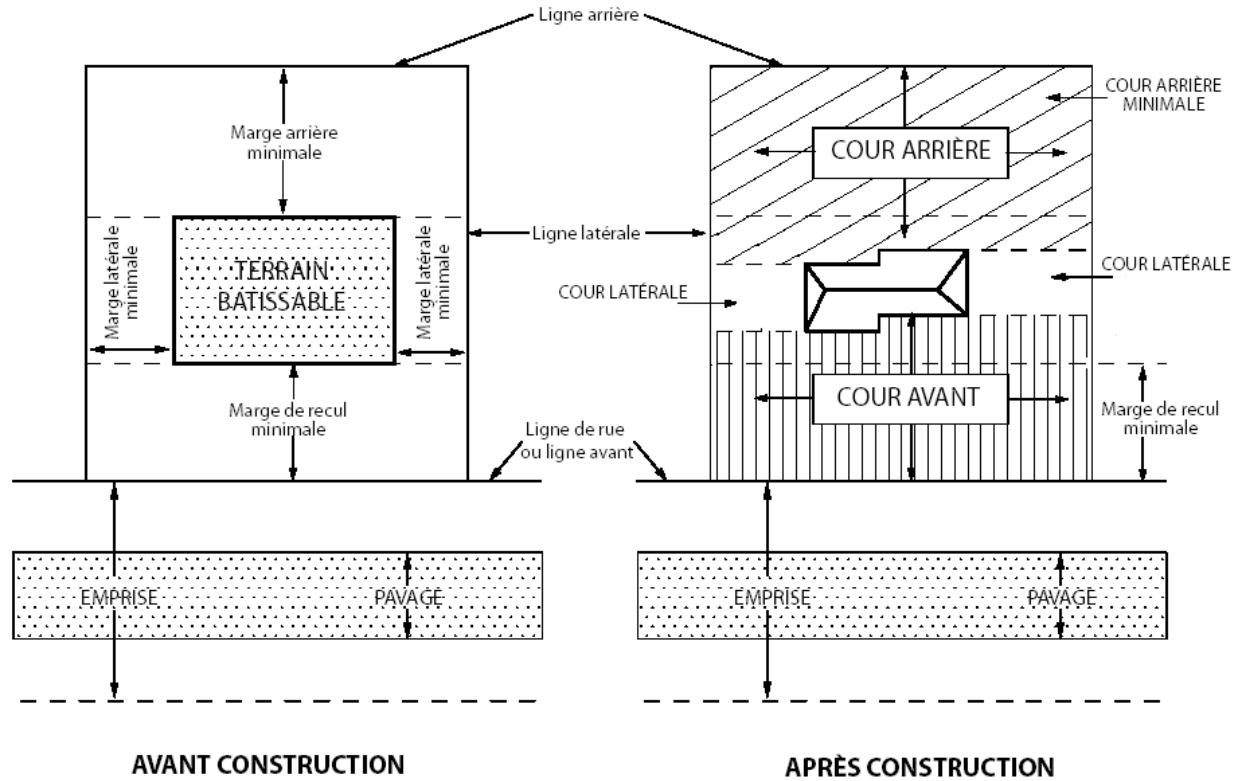 Ligne arrière
Marge arrière
minimale
COUR ARRIÈRE
MINIMALE
COUR ARRIÈRE
Marge latérale
minimale
TERRAIN
BATISSABLE
Marge latérale
minimale
Ligne latérale
COUR LATÉRALE
COUR LATÉRALE
Marge de recul
minimale
COUR AVANT
Marge de recul
minimale
Ligne de rue
ou ligne avant
EMPRISE
PAVAGE
EMPRISE
PAVAGE
AVANT CONSTRUCTION
APRÈS CONSTRUCTION